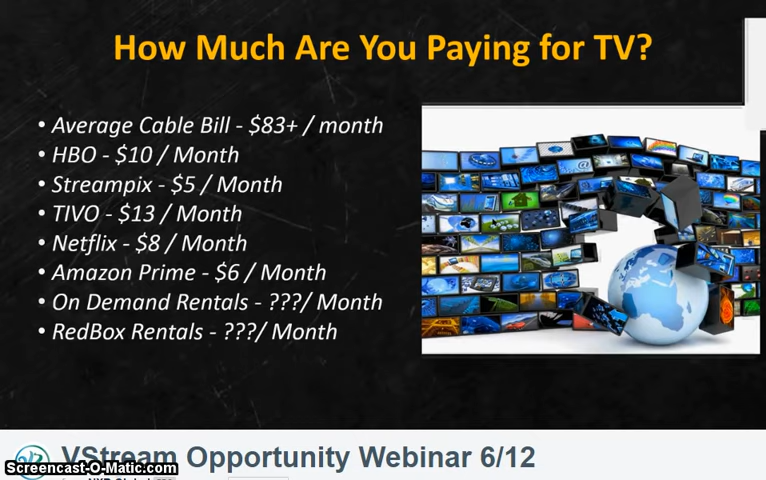 How Much Are You Paying for TV?
• Average Cable Bill - $83+ / month
• HBO - $10 / Month
• Streampix - $5 / Month
• TIVO - $13 / Month
• Netflix - $8 / Month
• Amazon Prime - $6 / Month
• On Demand Rentals - ???/ Month
• RedBox Rentals - ???/ Month
VStream Opportunity Webinar 6/12
Screencast-O-Matic.com